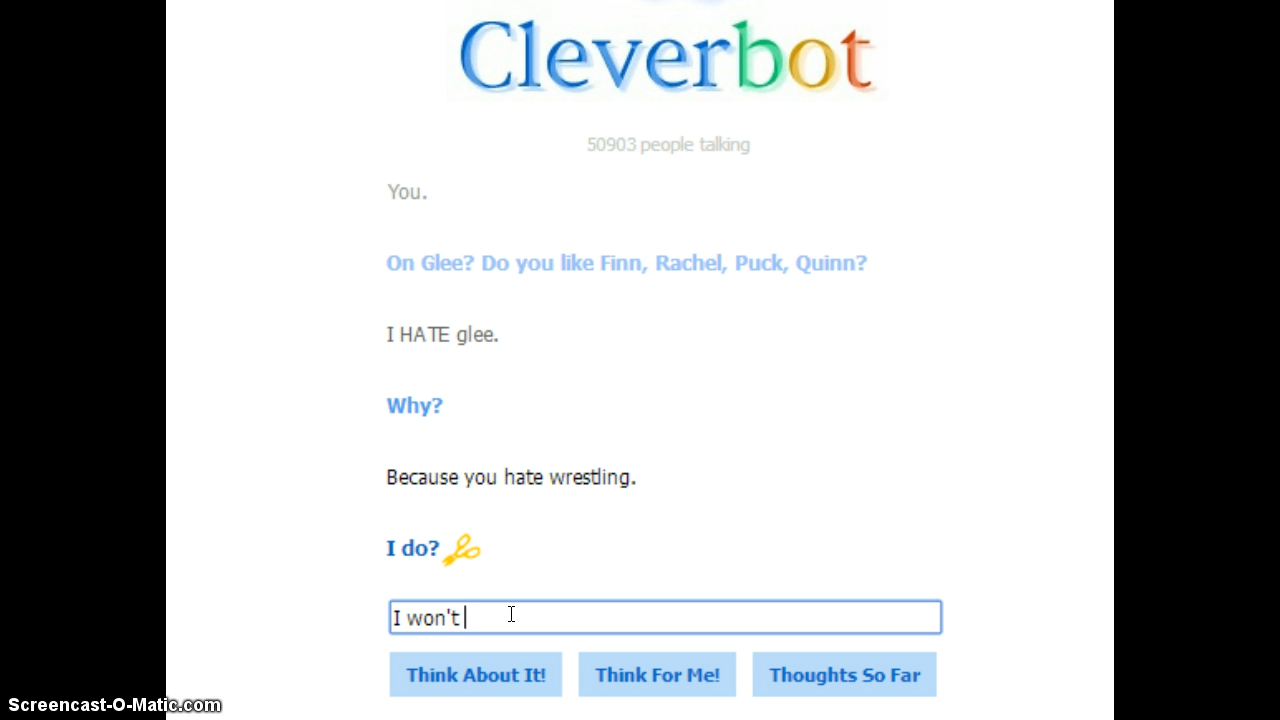 Cleverbot
50903 people talking
You.
On Glee? Do you like Finn, Rachel, Puck, Quinn?
I HATE glee.
Why?
Because you hate wrestling.
I do?
I won't
Think About It!
Think For Me!
Thoughts So Far
Screencast-O-Matic.com